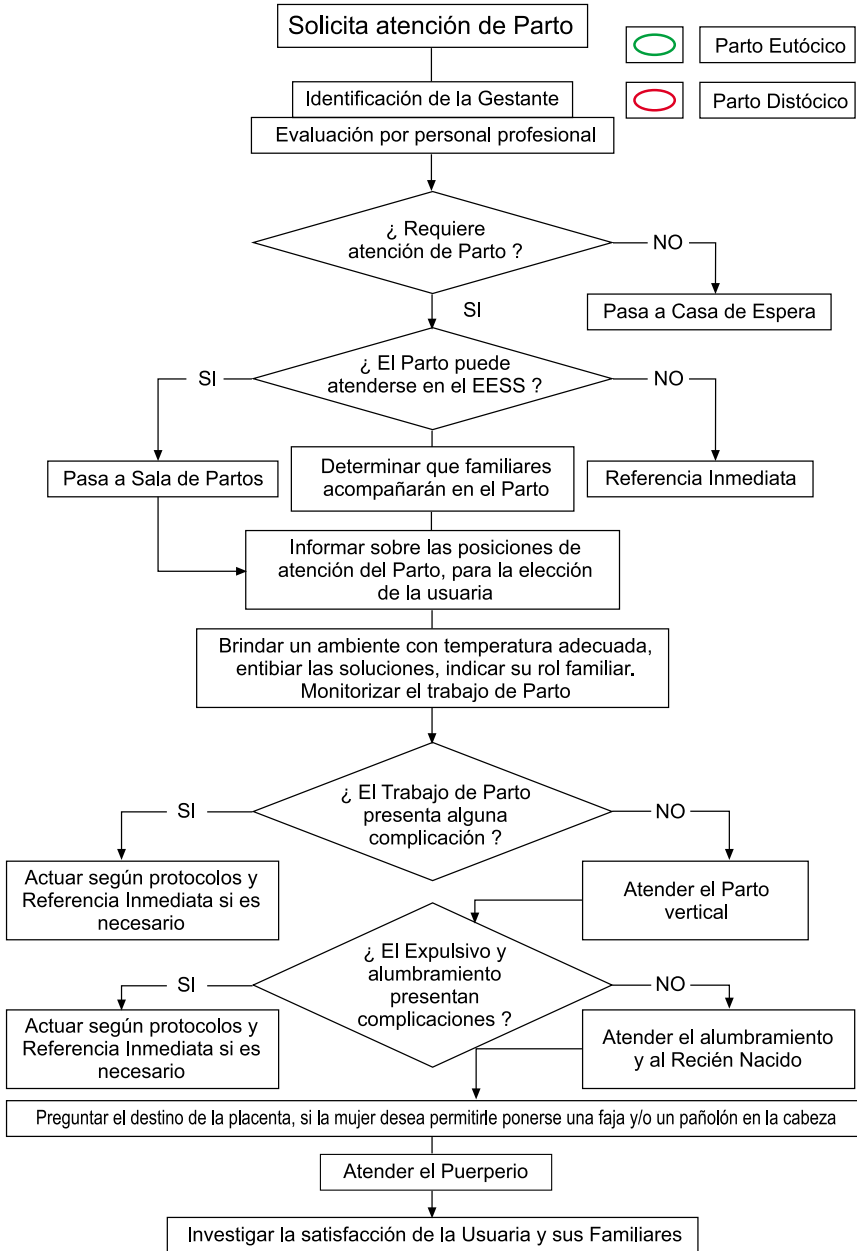 Solicita atención de Parto
Parto Eutócico
Parto Distócico
Identificación de la Gestante
Evaluación por personal profesional
¿ Requiere
atención de Parto ?
NO
SI
Pasa a Casa de Espera
¿ El Parto puede
atenderse en el EESS ?
SI
NO
Pasa a Sala de Partos
Determinar que familiares
acompañarán en el Parto
Referencia Inmediata
Informar sobre las posiciones de
atención del Parto, para la elección
de la usuaria
Brindar un ambiente con temperatura adecuada,
entibiar las soluciones, indicar su rol familiar.
Monitorizar el trabajo de Parto
¿ El Trabajo de Parto
presenta alguna
complicación ?
SI
NO
Actuar según protocolos y
Referencia Inmediata si es
necesario
Atender el Parto
vertical
¿ El Expulsivo y
alumbramiento
presentan
complicaciones ?
SI
NO
Actuar según protocolos y
Referencia Inmediata si es
necesario
Atender el alumbramiento
y al Recién Nacido
Preguntar el destino de la placenta, si la mujer desea permitirle ponerse una faja y/o un pañolón en la cabeza
Atender el Puerperio
Investigar la satisfacción de la Usuaria y sus Familiares